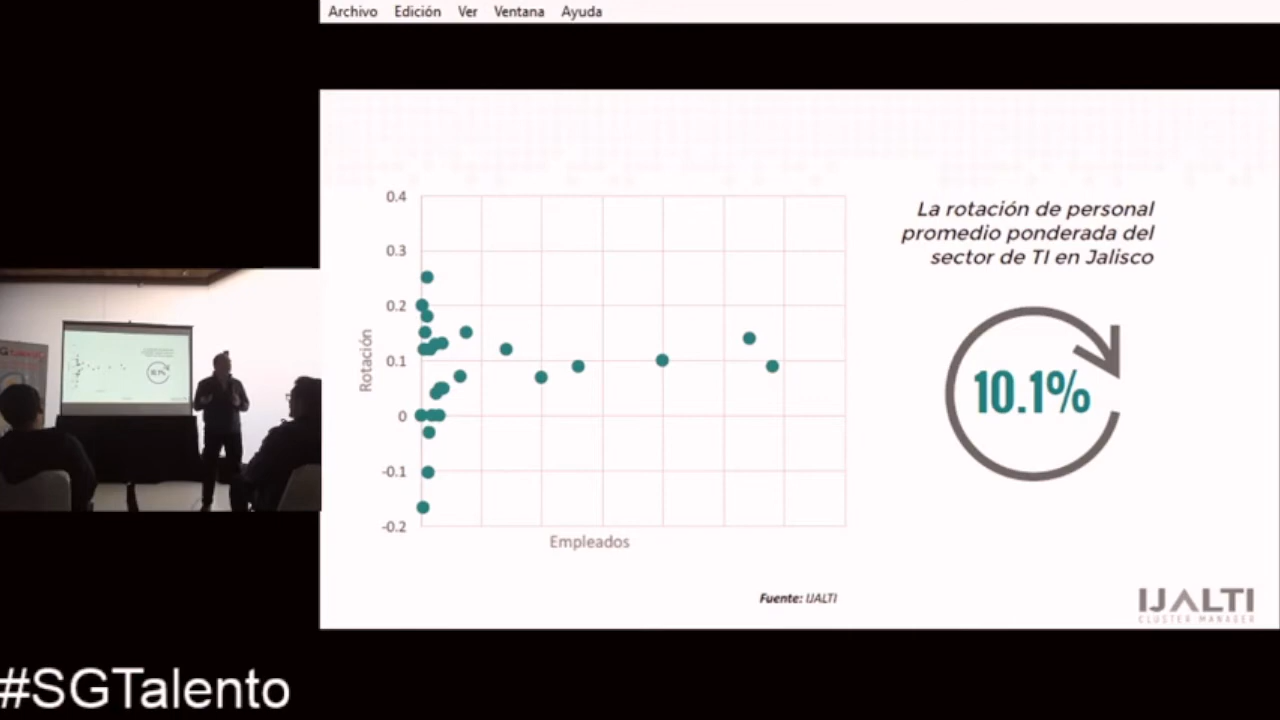 Archivo Edición Ver Ventana Ayuda
0.4
0.3
0.2
0.1
0
-0.1
-0.2
Rotación
Empleados
La rotación de personal
promedio ponderada del
sector de TI en Jalisco
10.1%
Fuente: IJALTI
IJALTI
CLUSTER MANAGER
#SGTalento